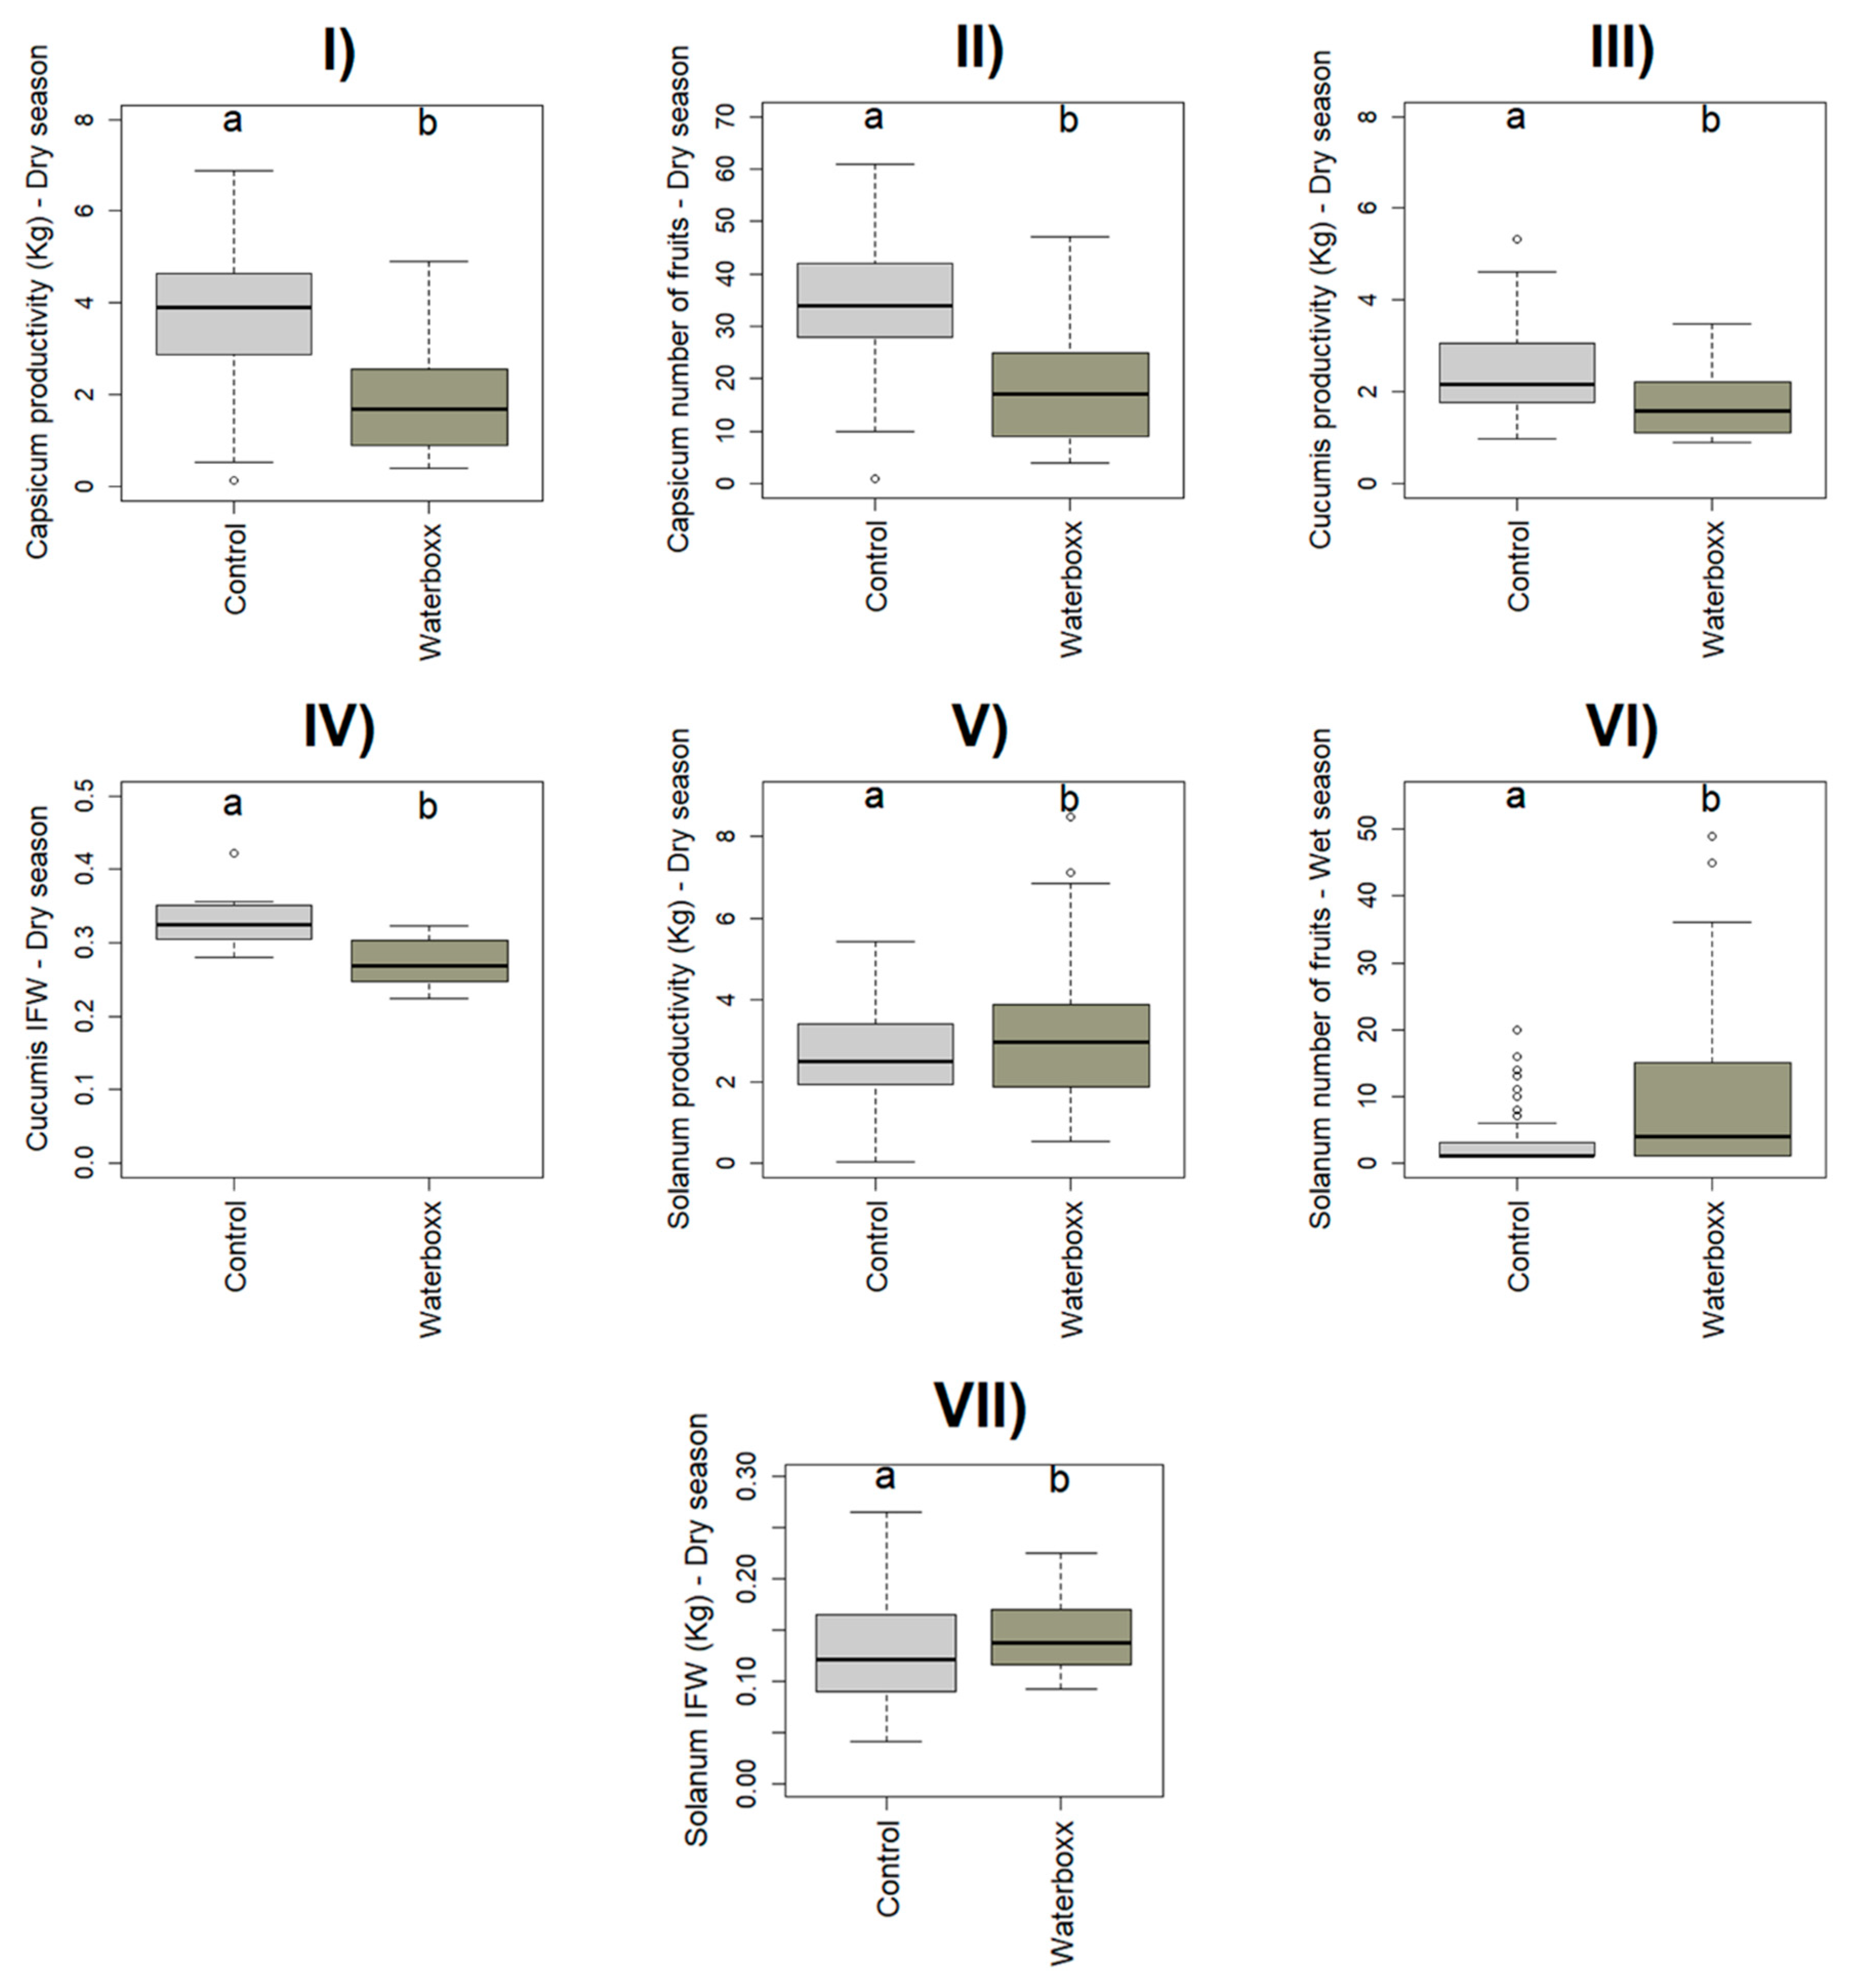 I)
Capsicum productivity (Kg) - Dry season
8
6
4
2
0
a b
Control
Waterboxx
II)
Capsicum number of fruits - Dry season
70
60
50
40
30
20
10
0
a b
Control
Waterboxx
III)
Cucumis productivity (Kg) - Dry season
8
6
4
2
0
a b
Control
Waterboxx
IV)
Cucumis IFW - Dry season
0.5
0.4
0.3
0.2
0.1
0.0
a b
Control
Waterboxx
V)
Solanum productivity (Kg) - Dry season
8
6
4
2
0
a b
Control
Waterboxx
VI)
Solanum number of fruits - Wet season
50
40
30
20
10
0
a b
Control
Waterboxx
VII)
Solanum IFW (Kg) - Dry season
0.30
0.20
0.10
0.00
a b
Control
Waterboxx